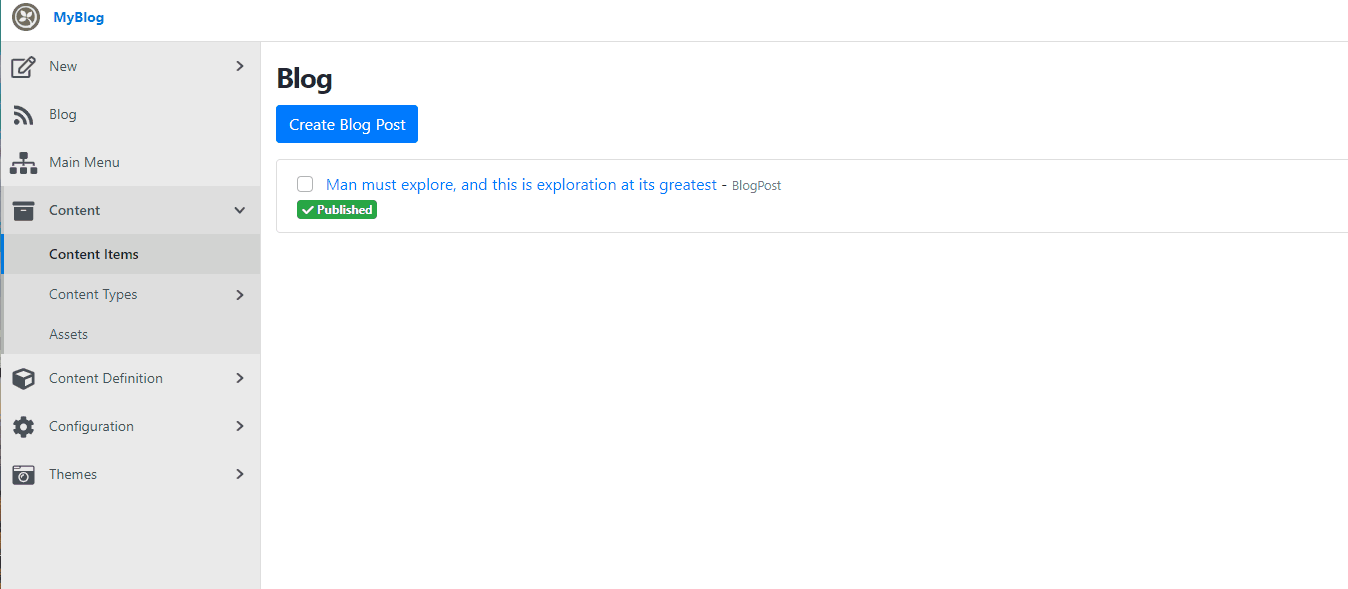 MyBlog
New
Blog
Main Menu
Content
Content Items
Content Types
Assets
Content Definition
Configuration
Themes
Blog
Create Blog Post
Man must explore, and this is exploration at its greatest - BlogPost
Published